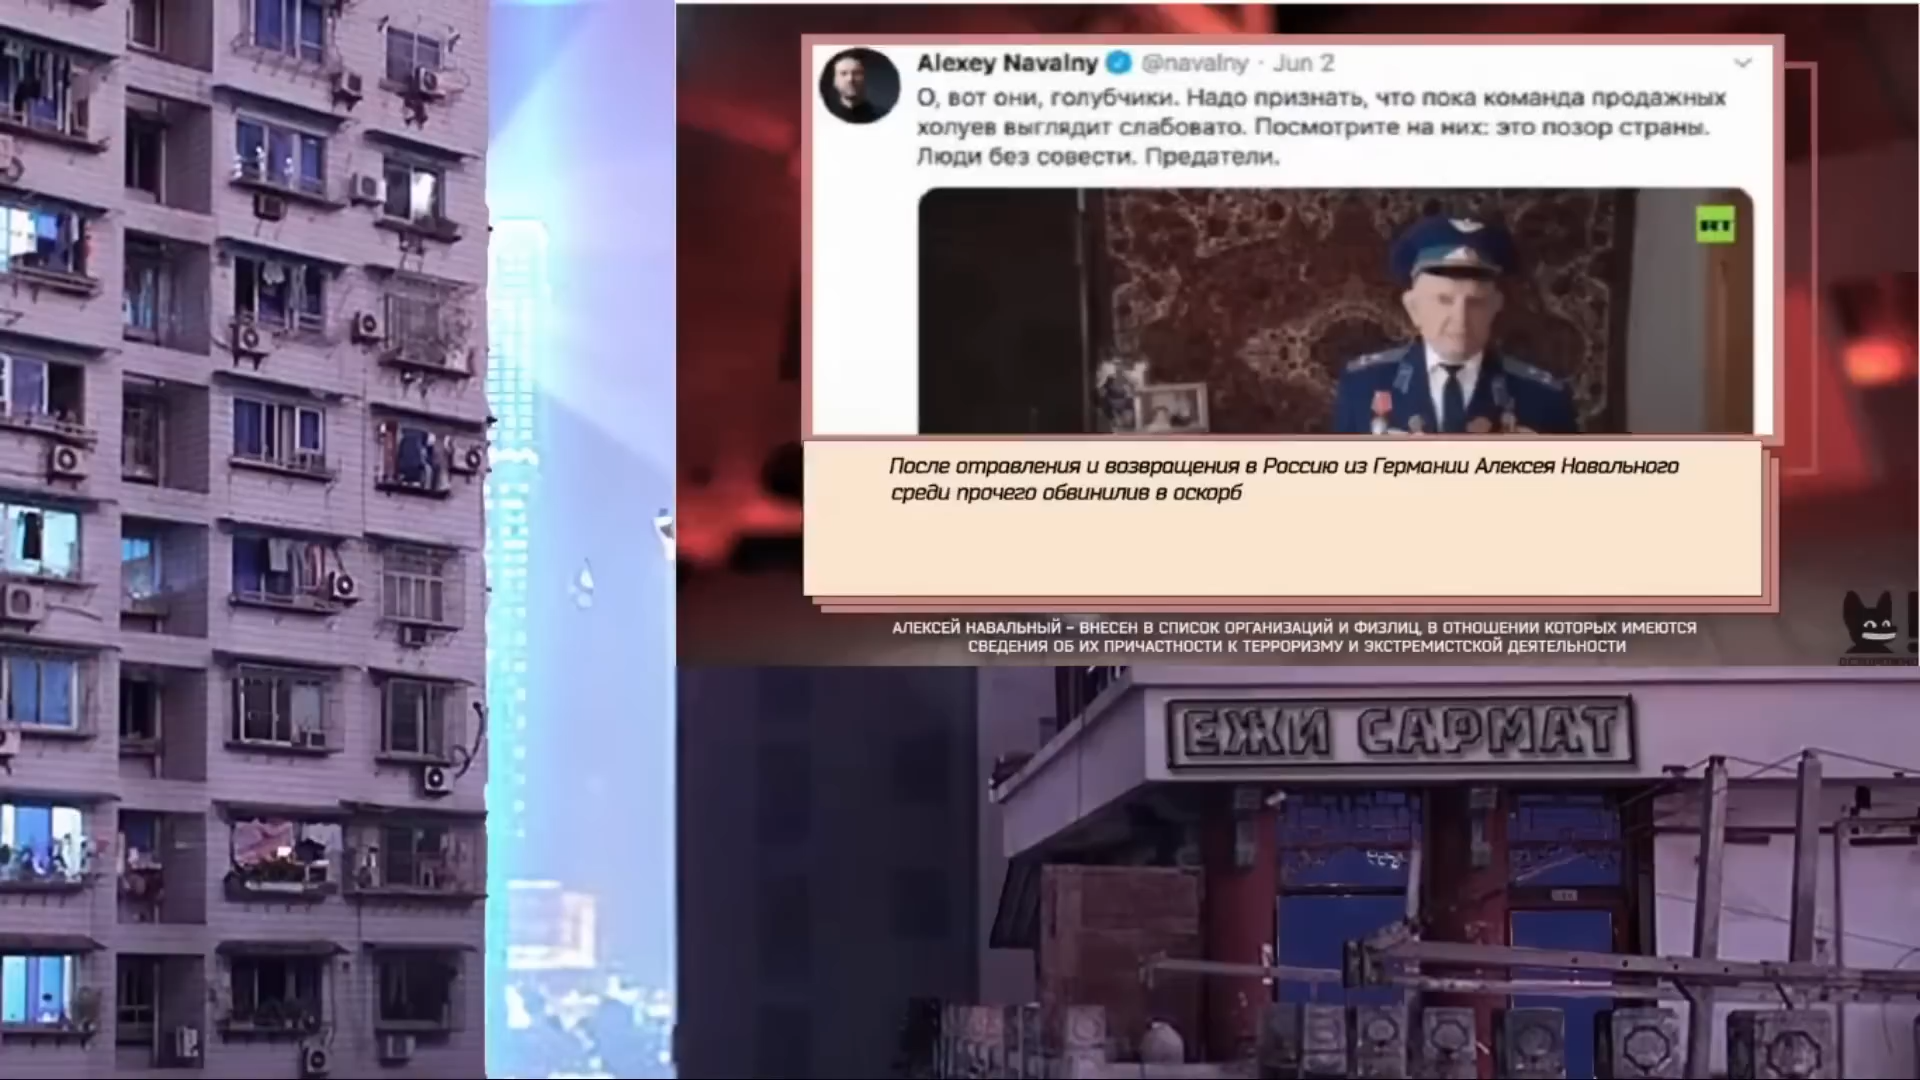 Alexey Navalny @navalny · Jun 2
О, вот они, голубчики. Надо признать, что пока команда продажных
холуев выглядит слабовато. Посмотрите на них: это позор страны.
Люди без совести. Предатели.
RT
После отравления и возвращения в Россию из Германии Алексея Навального
среди прочего обвинилив в оскорб
АЛЕКСЕЙ НАВАЛЬНЫЙ – ВНЕСЕН В СПИСОК ОРГАНИЗАЦИЙ И ФИЗЛИЦ, В ОТНОШЕНИИ КОТОРЫХ ИМЕЮТСЯ
СВЕДЕНИЯ ОБ ИХ ПРИЧАСТНОСТИ К ТЕРРОРИЗМУ И ЭКСТРЕМИСТСКОЙ ДЕЯТЕЛЬНОСТИ
ЕЖИ САРМАТ